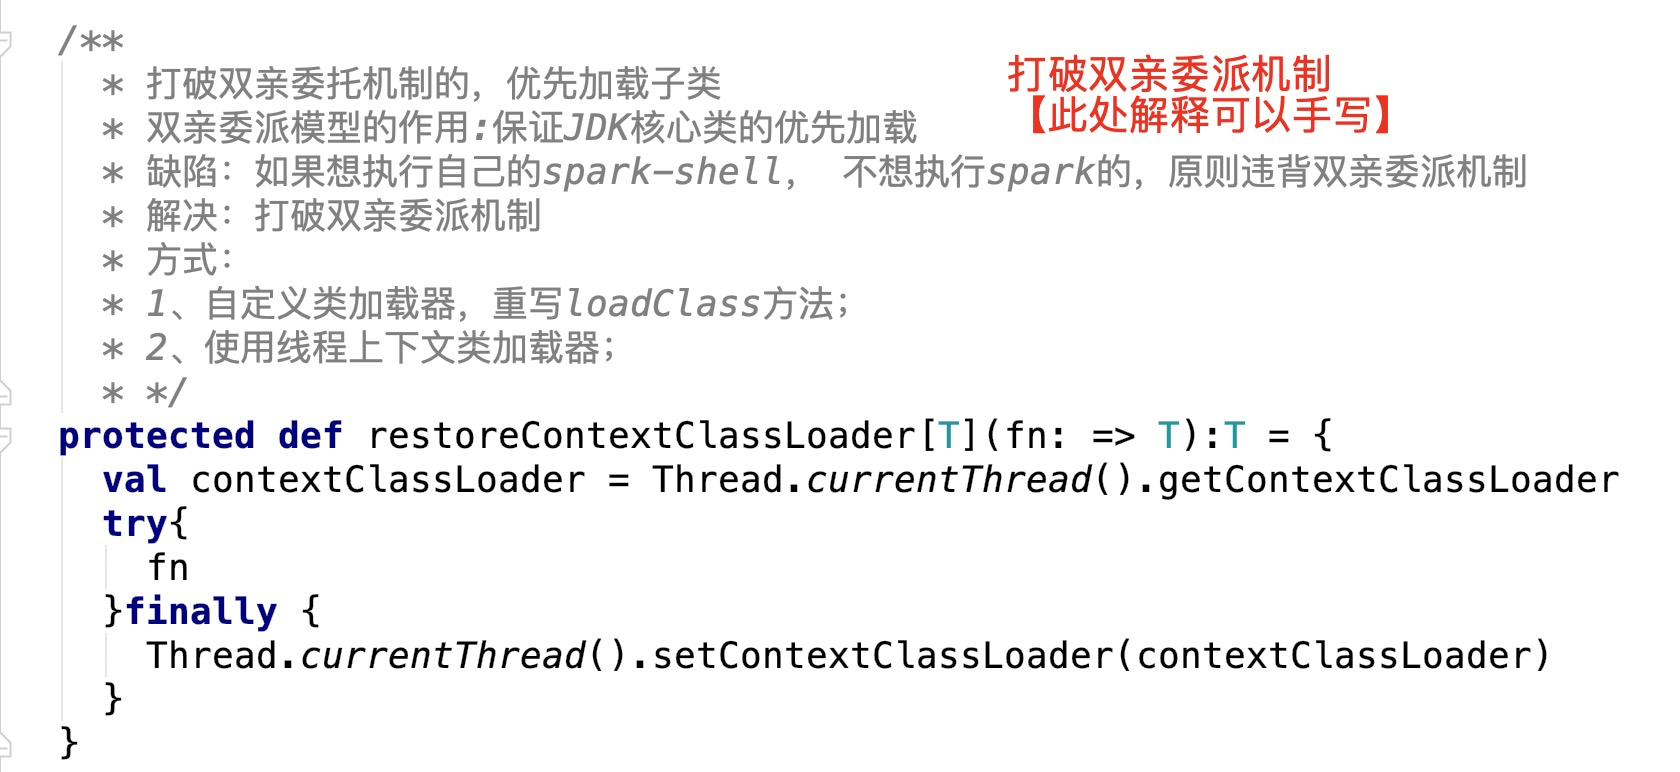 /**
* 打破双亲委托机制的，优先加载子类
打破双亲委派机制
* 双亲委派模型的作用:保证JDK核心类的优先加载
【此处解释可以手写】
* 缺陷：如果想执行自己的spark-shell， 不想执行spark的，原则违背双亲委派机制
* 解决：打破双亲委派机制
* 方式：
* 1、自定义类加载器，重写loadClass方法；
* 2、使用线程上下文类加载器；
* */
protected def restoreContextClassLoader[T](fn: => T):T = {
val contextClassLoader = Thread.currentThread().getContextClassLoader
try{
fn
}finally {
Thread.currentThread().setContextClassLoader(contextClassLoader)
}
}